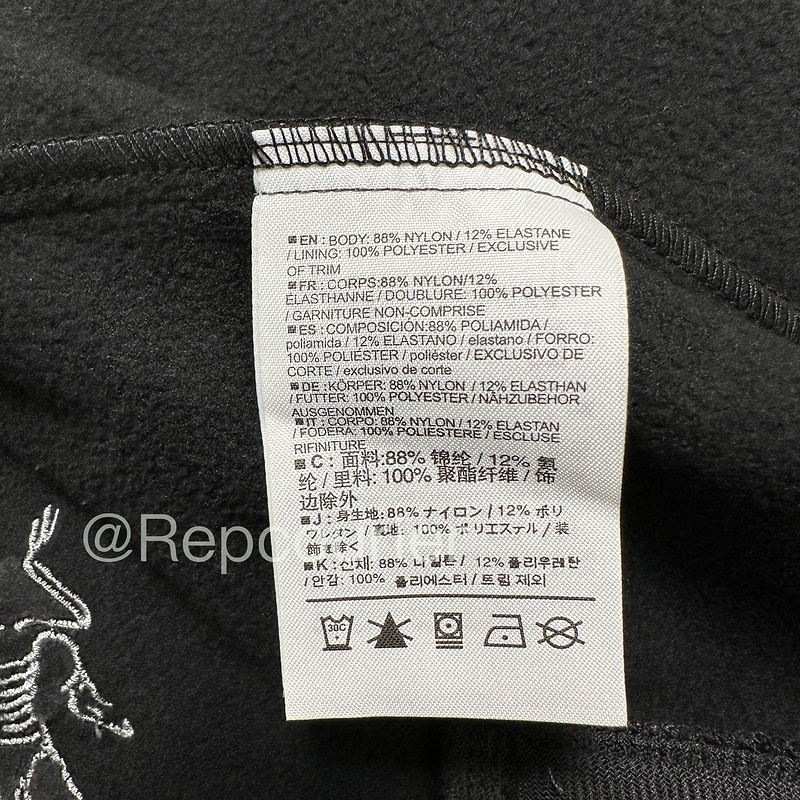 EN : BODY: 88% NYLON / 12% ELASTANE
/ LINING: 100% POLYESTER / EXCLUSIVE
OF TRIM
FR : CORPS:88% NYLON/12%
ÉLASTHANNE / DOUBLURE: 100% POLYESTER
/ GARNITURE NON-COMPRISE
ES : COMPOSICIÓN:88% POLIAMIDA /
poliamida / 12% ELASTANO / elastano / FORRO:
100% POLIÉSTER / poliéster / EXCLUSIVO DE
CORTE / exclusivo de corte
DE : KÖRPER: 88% NYLON / 12% ELASTHAN
/ FUTTER: 100% POLYESTER / NÄHZUBEHÖR
AUSGENOMMEN
IT : CORPO: 88% NYLON / 12% ELASTAN
/ FODERA: 100% POLIESTERE / ESCLUSE
RIFINITURE
C : 面料:88% 锦纶 / 12% 氨
纶 / 里料: 100% 聚酯纤维 / 饰
边除外
J : 身生地: 88% ナイロン / 12% ポリ
ウレタン / 裏地: 100% ポリエステル / 装
飾を除く
K : 신체: 88% 나일론 / 12% 폴리우레탄
/ 안감: 100% 폴리에스터 / 트림 제외
30C